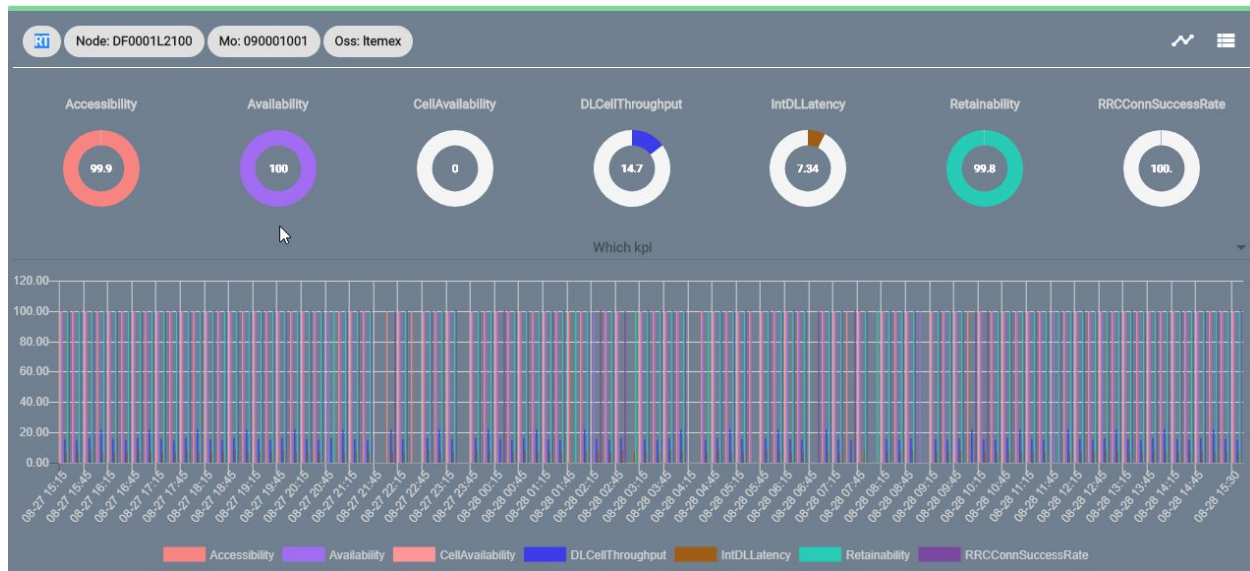 RT Node: DF0001L2100 Mo: 090001001 Oss: Itemex
Accessibility Availability CellAvailability DLCellThroughput IntDLLatency Retainability RRCConnSuccessRate
99.9 100 0 14.7 7.34 99.8 100.
Which kpi
120.00
100.00
80.00
60.00
40.00
20.00
0.00
08-27 15:15 08-27 15:45 08-27 16:15 08-27 16:45 08-27 17:15 08-27 17:45 08-27 18:15 08-27 18:45 08-27 19:15 08-27 19:45 08-27 20:15 08-27 20:45 08-27 21:15 08-27 21:45 08-27 22:15 08-27 22:45 08-27 23:15 08-27 23:45 08-28 00:15 08-28 00:45 08-28 01:15 08-28 01:45 08-28 02:15 08-28 02:45 08-28 03:15 08-28 03:45 08-28 04:15 08-28 04:45 08-28 05:15 08-28 05:45 08-28 06:15 08-28 06:45 08-28 07:15 08-28 07:45 08-28 08:15 08-28 08:45 08-28 09:15 08-28 09:45 08-28 10:15 08-28 10:45 08-28 11:15 08-28 11:45 08-28 12:15 08-28 12:45 08-28 13:15 08-28 13:45 08-28 14:15 08-28 14:45 08-28 15:30
Accessibility Availability CellAvailability DLCellThroughput IntDLLatency Retainability RRCConnSuccessRate